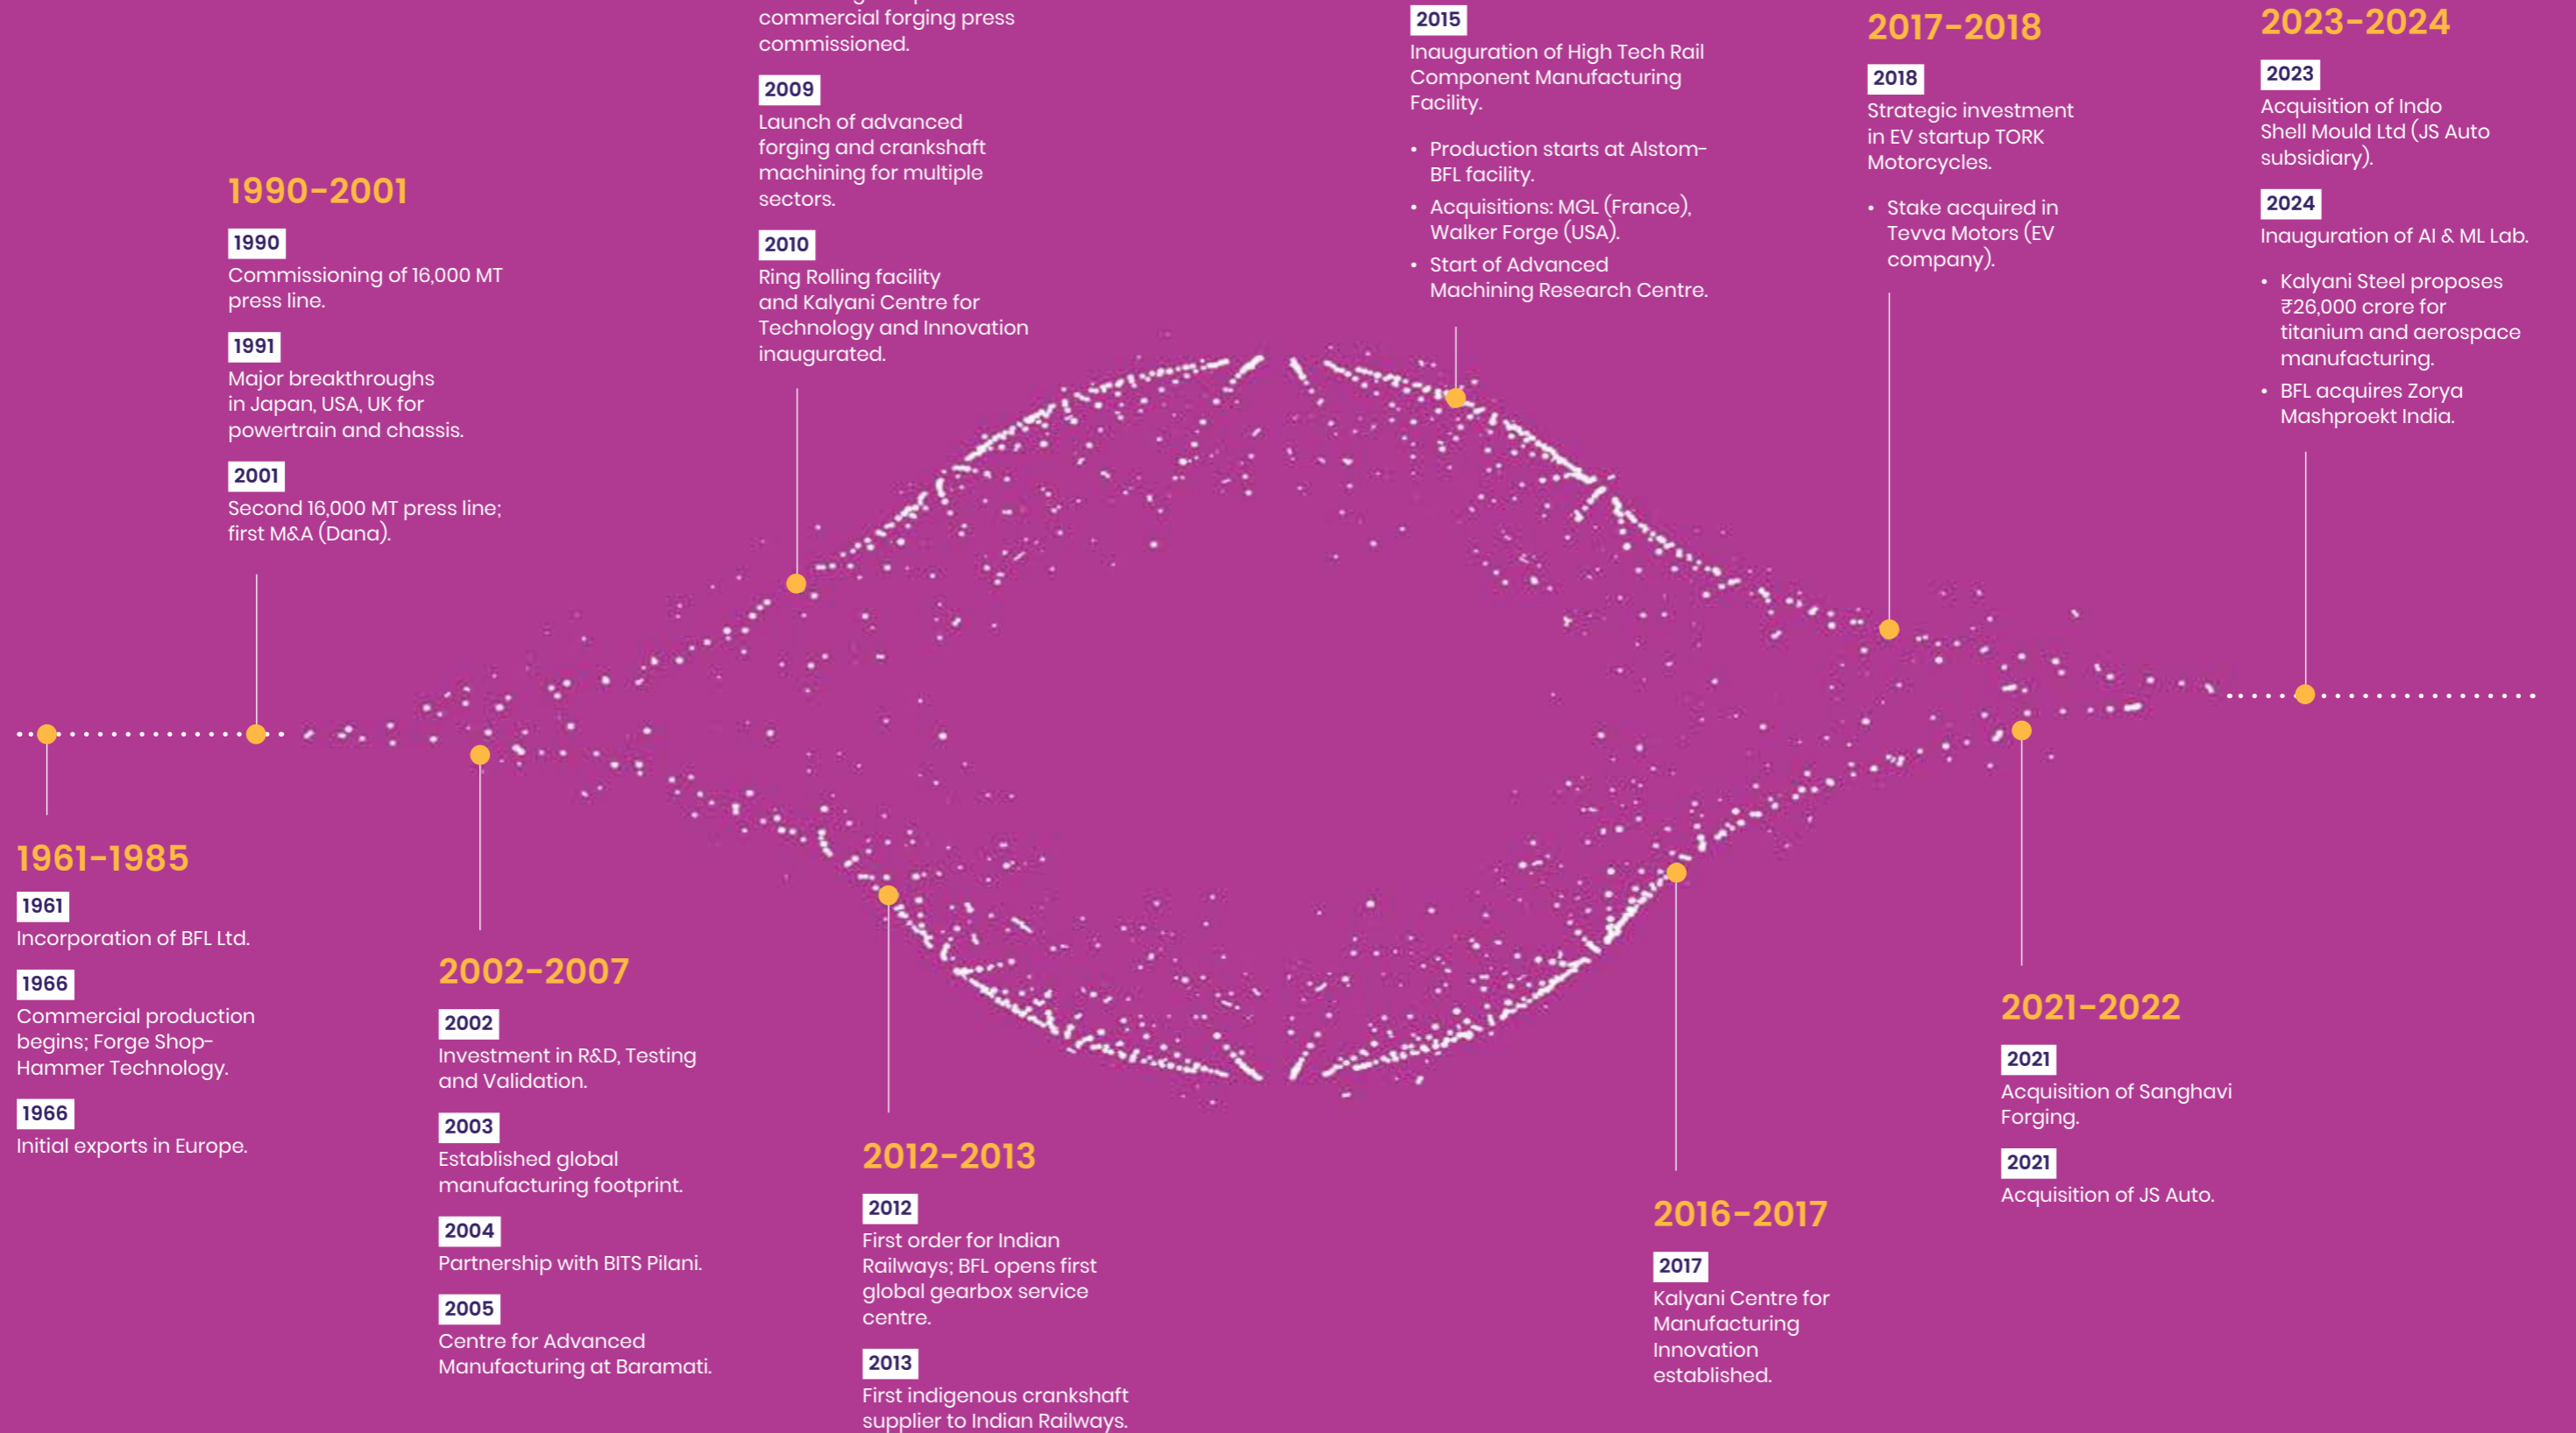 1961-1985
1961
Incorporation of BFL Ltd.
1966
Commercial production
begins; Forge Shop-
Hammer Technology.
1966
Initial exports in Europe.
1990-2001
1990
Commissioning of 16,000 MT
press line.
1991
Major breakthroughs
in Japan, USA, UK for
powertrain and chassis.
2001
Second 16,000 MT press line;
first M&A (Dana).
2002-2007
2002
Investment in R&D, Testing
and Validation.
2003
Established global
manufacturing footprint.
2004
Partnership with BITS Pilani.
2005
Centre for Advanced
Manufacturing at Baramati.
commercial forging press
commissioned.
2009
Launch of advanced
forging and crankshaft
machining for multiple
sectors.
2010
Ring Rolling facility
and Kalyani Centre for
Technology and Innovation
inaugurated.
2012-2013
2012
First order for Indian
Railways; BFL opens first
global gearbox service
centre.
2013
First indigenous crankshaft
supplier to Indian Railways.
2015
Inauguration of High Tech Rail
Component Manufacturing
Facility.
• Production starts at Alstom-
BFL facility.
• Acquisitions: MGL (France),
Walker Forge (USA).
• Start of Advanced
Machining Research Centre.
2016-2017
2017
Kalyani Centre for
Manufacturing
Innovation
established.
2017-2018
2018
Strategic investment
in EV startup TORK
Motorcycles.
• Stake acquired in
Tevva Motors (EV
company).
2021-2022
2021
Acquisition of Sanghavi
Forging.
2021
Acquisition of JS Auto.
2023-2024
2023
Acquisition of Indo
Shell Mould Ltd (JS Auto
subsidiary).
2024
Inauguration of AI & ML Lab.
• Kalyani Steel proposes
₹26,000 crore for
titanium and aerospace
manufacturing.
• BFL acquires Zorya
Mashproekt India.